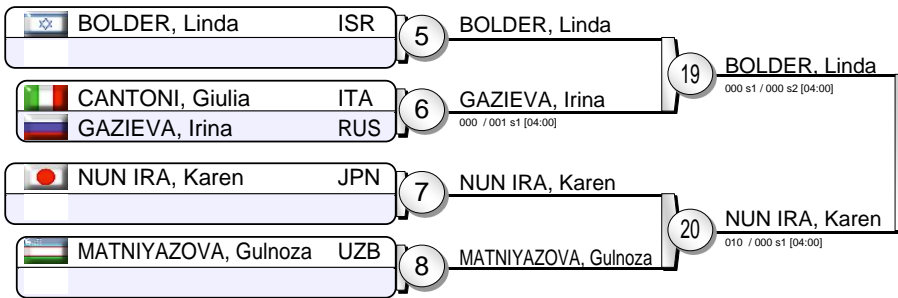 BOLDER, Linda ISR
5
BOLDER, Linda
CANTONI, Giulia ITA
GAZIEVA, Irina RUS
6
GAZIEVA, Irina
000 / 001 s1 [04:00]
19
BOLDER, Linda
000 s1 / 000 s2 [04:00]
NUN IRA, Karen JPN
7
NUN IRA, Karen
MATNIYAZOVA, Gulnoza UZB
8
MATNIYAZOVA, Gulnoza
20
NUN IRA, Karen
010 / 000 s1 [04:00]